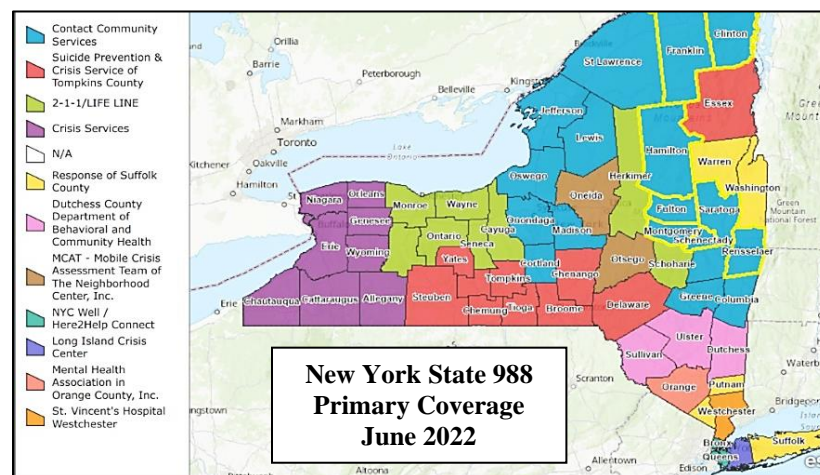 Contact Community
Services
Suicide Prevention &
Crisis Service of
Tompkins County
2-1-1/LIFE LINE
Crisis Services
N/A
Response of Suffolk
County
Dutchess County
Department of
Behavioral and
Community Health
MCAT - Mobile Crisis
Assessment Team of
The Neighborhood
Center, Inc.
NYC Well /
Here2Help Connect
Long Island Crisis
Center
Mental Health
Association in
Orange County, Inc.
St. Vincent's Hospital
Westchester
Orillia
Barrie
Peterborough
Belleville
Kingston
Markham
Toronto
Kitchener
Oakville
Hamilton
St
Lake
Ontario
Clinton
Franklin
St Lawrence
Essex
Jefferson
Lewis
Hamilton
Warren
Washington
Green
Mountain
National Forest
Oswego
Oneida
Herkimer
Fulton
Saratoga
Montgomery
Schenectady
Rensselaer
Niagara
Orleans
Monroe
Wayne
Genesee
Erie
Wyoming
Ontario
Seneca
Cayuga
Onondaga
Madison
Yates
Cortland
Chenango
Otsego
Schoharie
Tompkins
Steuben
Chemung
Tioga
Broome
Delaware
Greene
Columbia
Chautauqua
Cattaraugus
Allegany
Erie
Ulster
Sullivan
Dutchess
Orange
Putnam
Westchester
Bronx
Queens
Suffolk
Scranton
Waterbury
Bridgeport
Allentown
Edison
Altoona
New York State 988
Primary Coverage
June 2022